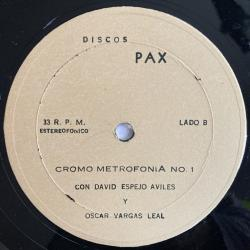 DISCOS
PAX
33 R. P. M.
ESTEREOFONICO
LADO B
CROMO METROFONIA NO. 1
CON DAVID ESPEJO AVILES
Y
OSCAR VARGAS LEAL